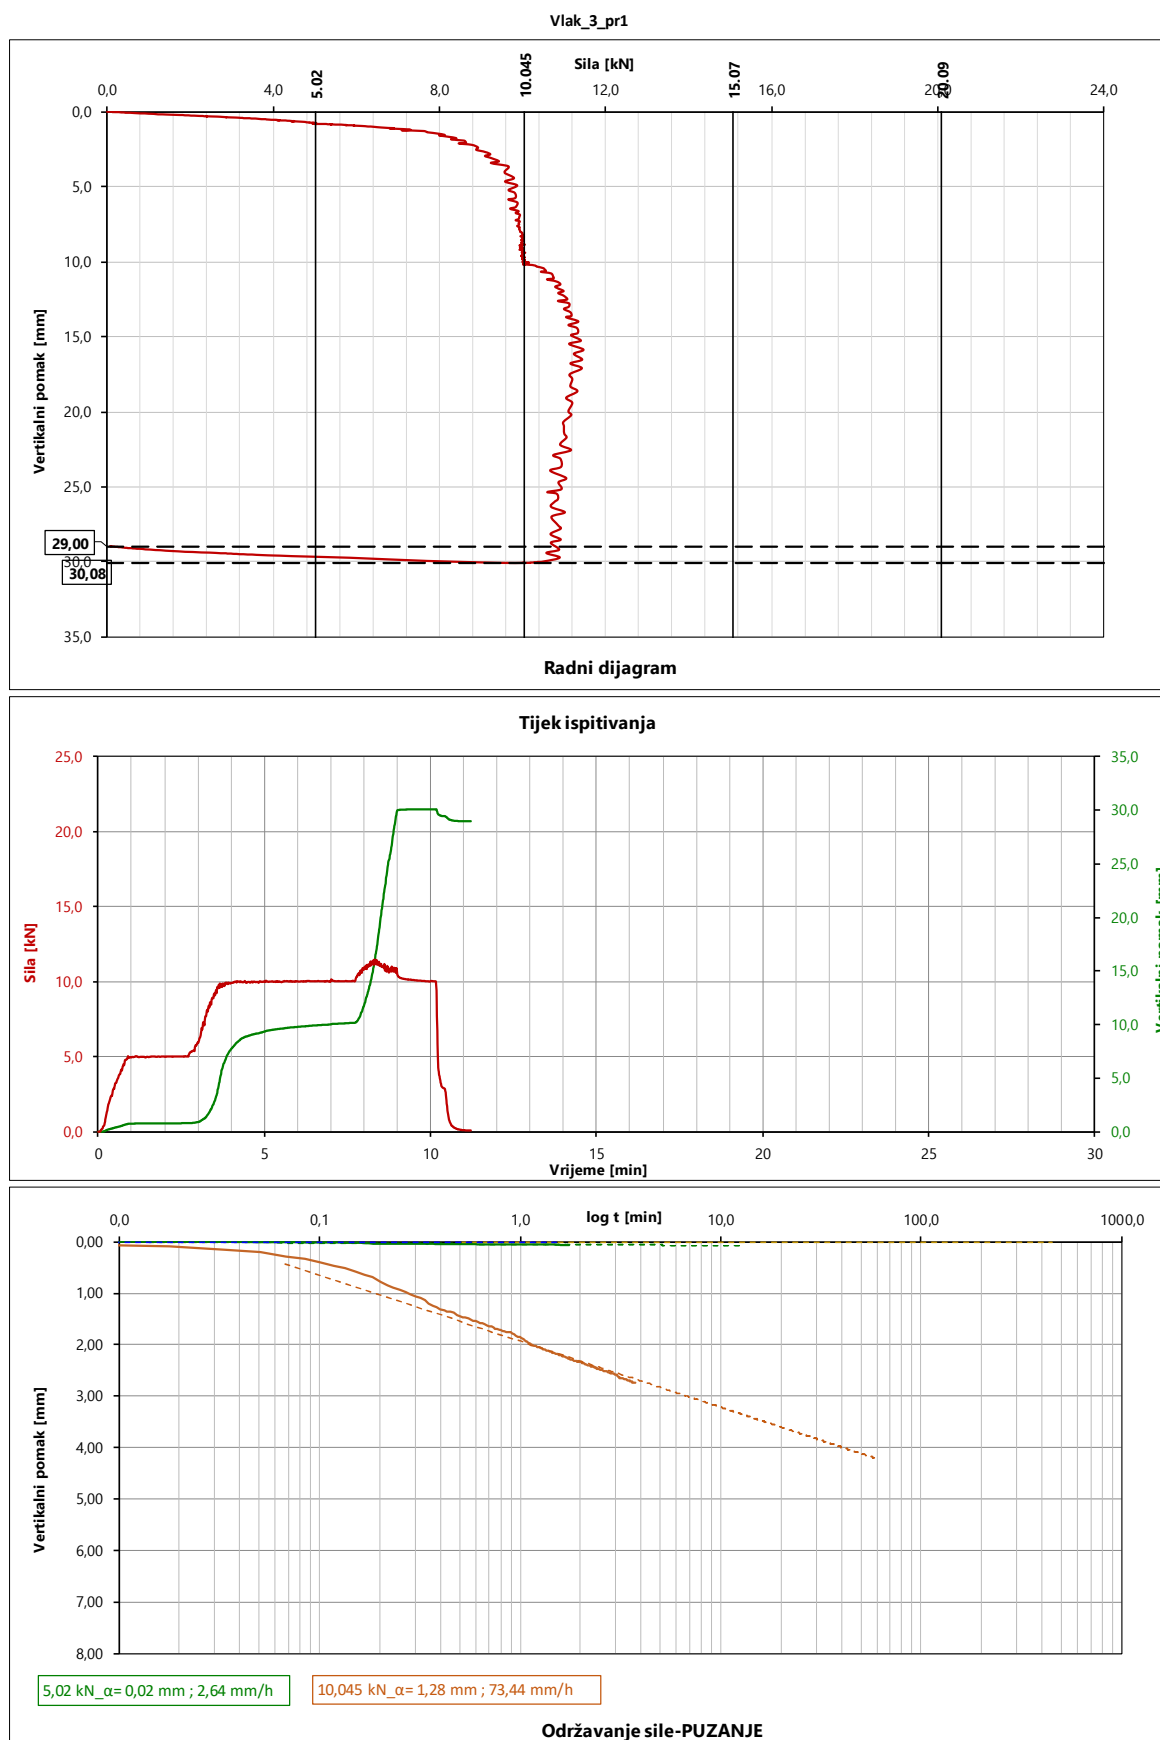 Vlak_3_pr1
Sila [kN]
0,0 4,0 8,0 12,0 16,0 20,0 24,0
5.02 10.045 15.07 20.09
0,0
5,0
10,0
15,0
20,0
25,0
30,0
35,0
29,00
30,08
Vertikalni pomak [mm]
Radni dijagram
Tijek ispitivanja
25,0
20,0
15,0
10,0
5,0
0,0
Sila [kN]
35,0
30,0
25,0
20,0
15,0
10,0
5,0
0,0
Vertikalni pomak [mm]
0 5 10 15 20 25 30
Vrijeme [min]
log t [min]
0,0 0,1 1,0 10,0 100,0 1000,0
0,00
1,00
2,00
3,00
4,00
5,00
6,00
7,00
8,00
Vertikalni pomak [mm]
5,02 kN_α= 0,02 mm ; 2,64 mm/h
10,045 kN_α= 1,28 mm ; 73,44 mm/h
Održavanje sile-PUZANJE